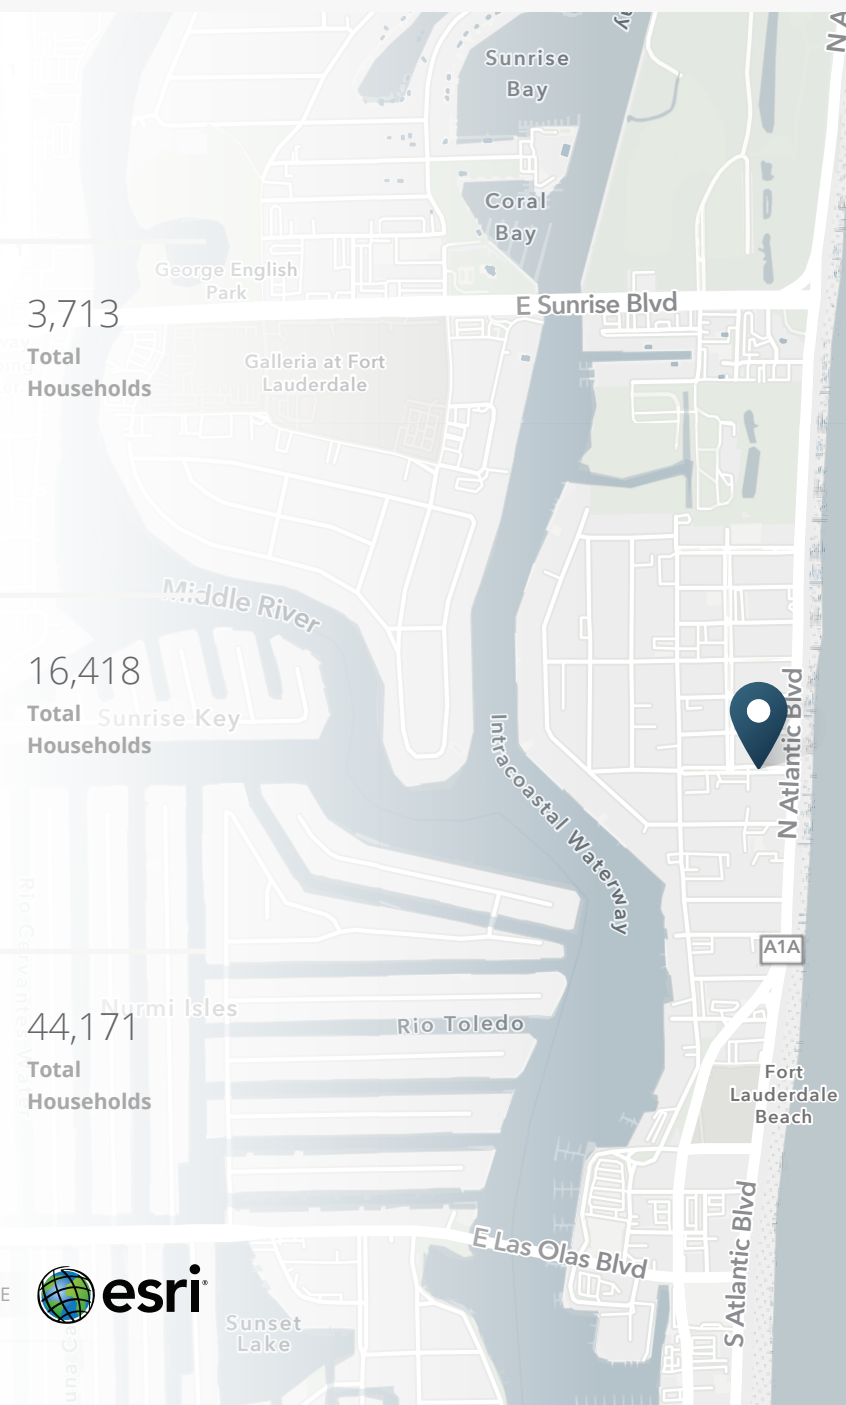 Sunrise
Bay
N A
Coral
Bay
George English
Park
E Sunrise Blvd
3,713
Total
Households
Galleria at Fort
Lauderdale
Middle River
16,418
Total
Households
Sunrise Key
N Atlantic Blvd
Intracoastal Waterway
A1A
Nurmi Isles
44,171
Total
Households
Rio Toledo
Fort
Lauderdale
Beach
E Las Olas Blvd
S Atlantic Blvd
E
esri
Sunset
Lake